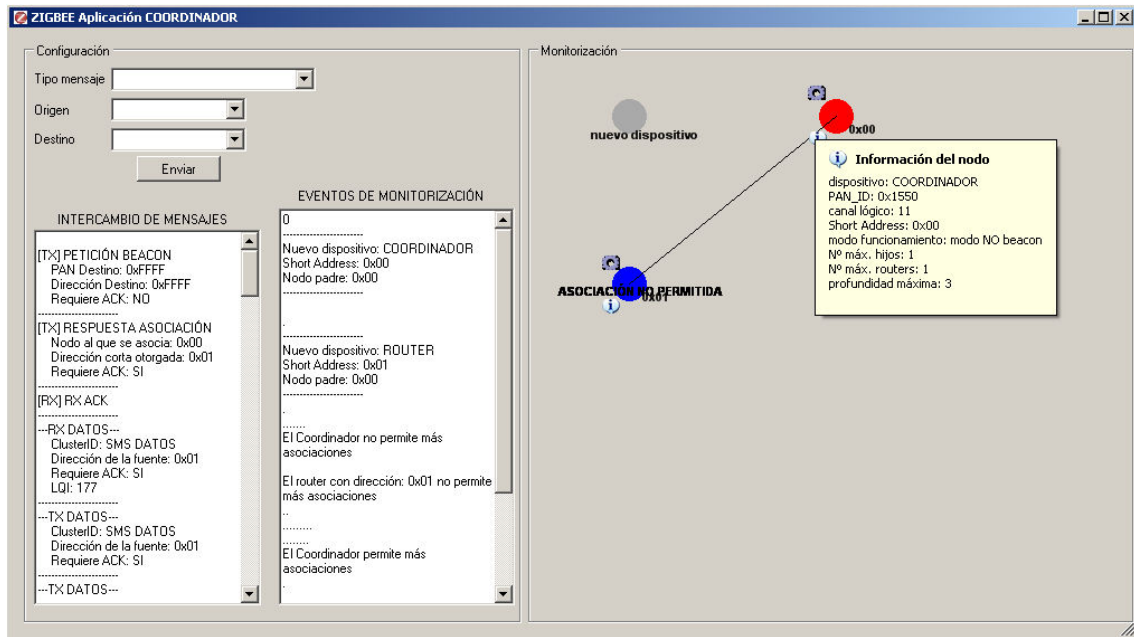 ZIGBEE Aplicación COORDINADOR
Configuración
Tipo mensaje
Origen
Destino
Enviar
INTERCAMBIO DE MENSAJES
[TX] PETICIÓN BEACON
PAN Destino: 0xFFFF
Dirección Destino: 0xFFFF
Requiere ACK: NO
------------------------
[TX] RESPUESTA ASOCIACIÓN
Nodo al que se asocia: 0x00
Dirección corta otorgada: 0x01
Requiere ACK: SI
------------------------
[RX] RX ACK
------------------------
---RX DATOS---
ClusterID: SMS DATOS
Dirección de la fuente: 0x01
Requiere ACK: SI
LQI: 177
------------------------
---TX DATOS---
ClusterID: SMS DATOS
Dirección de la fuente: 0x01
Requiere ACK: SI
------------------------
---TX DATOS---
EVENTOS DE MONITORIZACIÓN
0
------------------------
Nuevo dispositivo: COORDINADOR
Short Address: 0x00
Nodo padre: 0x00
------------------------
.
------------------------
Nuevo dispositivo: ROUTER
Short Address: 0x01
Nodo padre: 0x00
------------------------
.
.......
El Coordinador no permite más
asociaciones
El router con dirección: 0x01 no permite
más asociaciones
..
.........
........
El Coordinador permite más
asociaciones
.
Monitorización
nuevo dispositivo
0x00
Información del nodo
dispositivo: COORDINADOR
PAN_ID: 0x1550
canal lógico: 11
Short Address: 0x00
modo funcionamiento: modo NO beacon
Nº máx. hijos: 1
Nº máx. routers: 1
profundidad máxima: 3
ASOCIACIÓN NO PERMITIDA
0x01